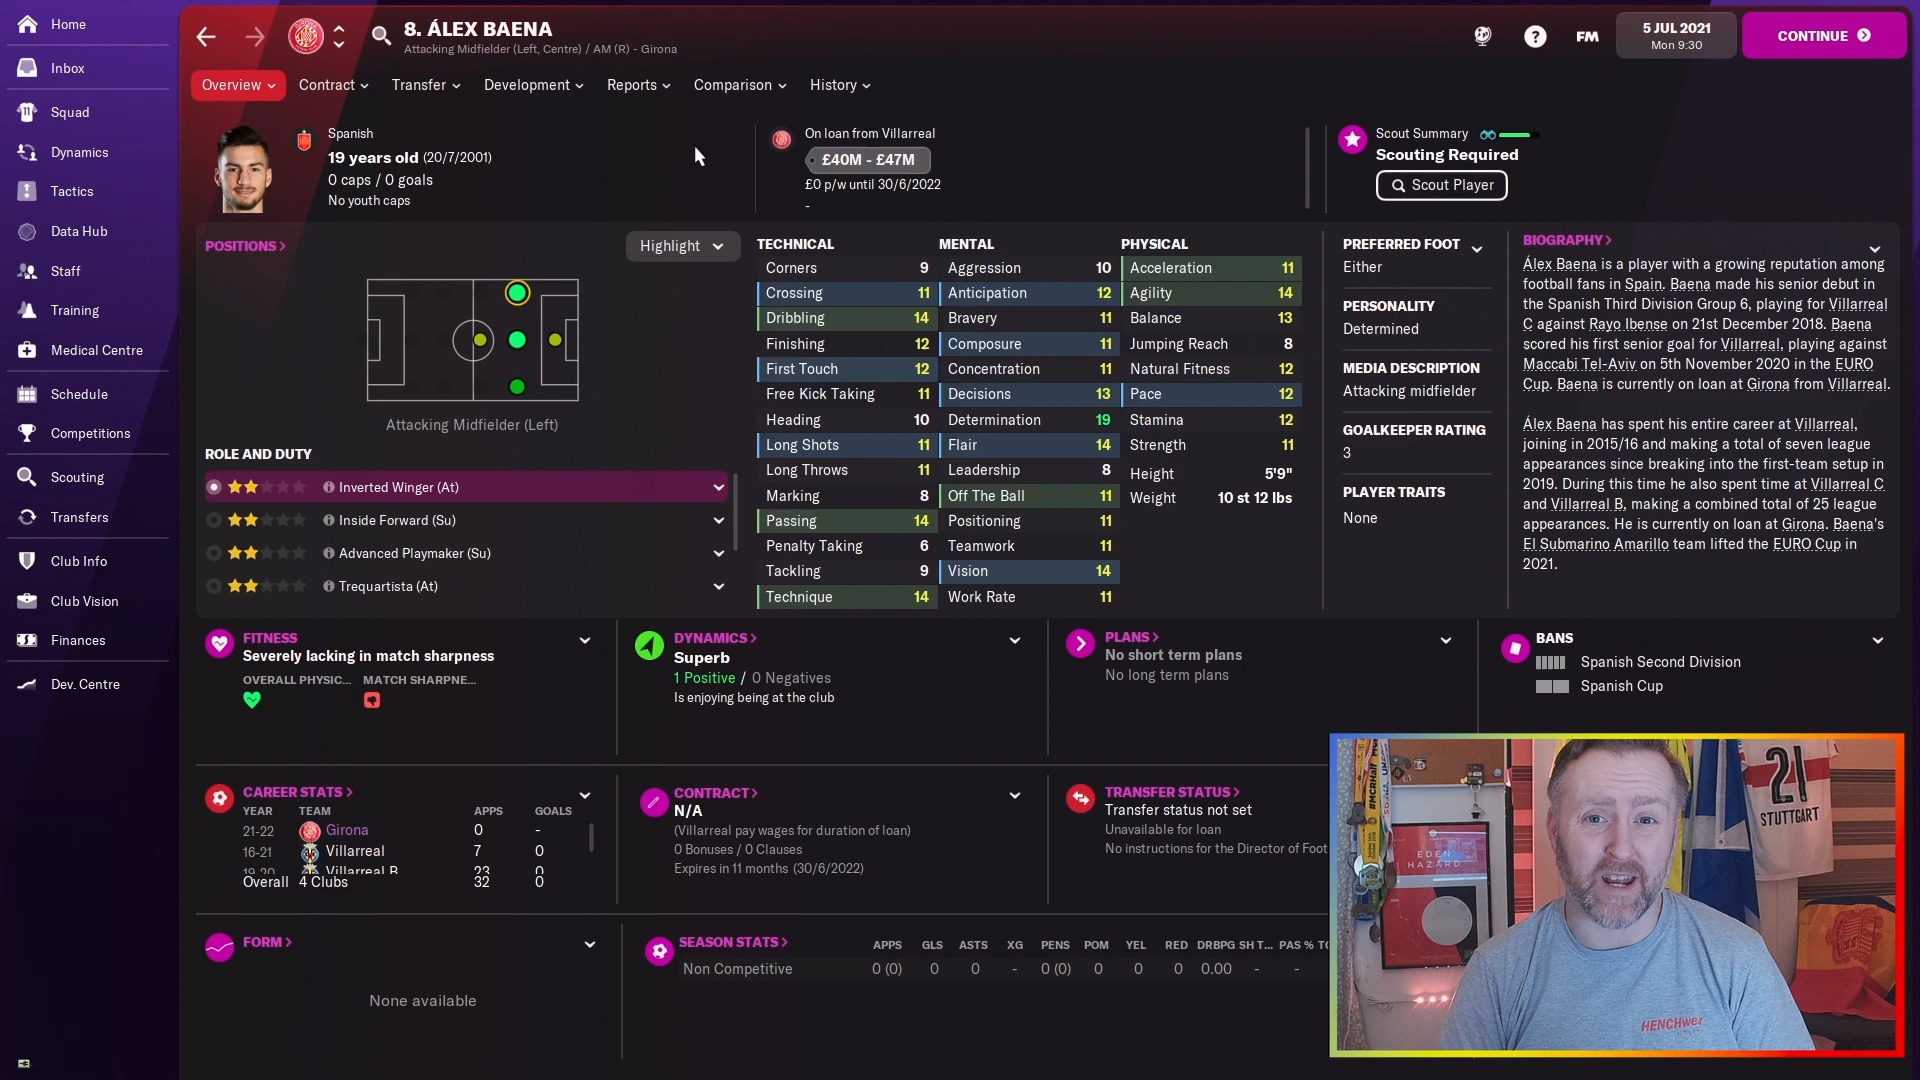 Home
Inbox
Squad
Dynamics
Tactics
Data Hub
Staff
Training
Medical Centre
Schedule
Competitions
Scouting
Transfers
Club Info
Club Vision
Finances
Dev. Centre
8. ÁLEX BAENA
Attacking Midfielder (Left, Centre) / AM (R) - Girona
FM
5 JUL 2021
Mon 9:30
CONTINUE
Overview
Contract
Transfer
Development
Reports
Comparison
History
Spanish
19 years old (20/7/2001)
0 caps / 0 goals
No youth caps
On loan from Villarreal
£40M - £47M
£0 p/w until 30/6/2022
-
Scout Summary
Scouting Required
Scout Player
POSITIONS >
Highlight
Attacking Midfielder (Left)
ROLE AND DUTY
Inverted Winger (At)
Inside Forward (Su)
Advanced Playmaker (Su)
Trequartista (At)
TECHNICAL
Corners 9
Crossing 11
Dribbling 14
Finishing 12
First Touch 12
Free Kick Taking 11
Heading 10
Long Shots 11
Long Throws 11
Marking 8
Passing 14
Penalty Taking 6
Tackling 9
Technique 14
MENTAL
Aggression 10
Anticipation 12
Bravery 11
Composure 11
Concentration 11
Decisions 13
Determination 19
Flair 14
Leadership 8
Off The Ball 11
Positioning 11
Teamwork 11
Vision 14
Work Rate 11
PHYSICAL
Acceleration 11
Agility 14
Balance 13
Jumping Reach 8
Natural Fitness 12
Pace 12
Stamina 12
Strength 11
Height 5'9"
Weight 10 st 12 lbs
PREFERRED FOOT
Either
PERSONALITY
Determined
MEDIA DESCRIPTION
Attacking midfielder
GOALKEEPER RATING
3
PLAYER TRAITS
None
BIOGRAPHY >
Álex Baena is a player with a growing reputation among
football fans in Spain. Baena made his senior debut in
the Spanish Third Division Group 6, playing for Villarreal
C against Rayo Ibense on 21st December 2018. Baena
scored his first senior goal for Villarreal, playing against
Maccabi Tel-Aviv on 5th November 2020 in the EURO
Cup. Baena is currently on loan at Girona from Villarreal.
Álex Baena has spent his entire career at Villarreal,
joining in 2015/16 and making a total of seven league
appearances since breaking into the first-team setup in
2019. During this time he also spent time at Villarreal C
and Villarreal B, making a combined total of 25 league
appearances. He is currently on loan at Girona. Baena's
El Submarino Amarillo team lifted the EURO Cup in
2021.
FITNESS
Severely lacking in match sharpness
OVERALL PHYSIC... MATCH SHARPNE...
DYNAMICS >
Superb
1 Positive / 0 Negatives
Is enjoying being at the club
PLANS >
No short term plans
No long term plans
BANS
Spanish Second Division
Spanish Cup
CAREER STATS >
YEAR TEAM APPS GOALS
21-22 Girona 0 -
16-21 Villarreal 7 0
19-20 Villarreal B 23 0
Overall 4 Clubs 32 0
CONTRACT >
N/A
(Villarreal pay wages for duration of loan)
0 Bonuses / 0 Clauses
Expires in 11 months (30/6/2022)
TRANSFER STATUS >
Transfer status not set
Unavailable for loan
No instructions for the Director of Foot
FORM >
None available
SEASON STATS >
APPS GLS ASTS XG PENS POM YEL RED DRBPG SH T... PAS %
Non Competitive 0 (0) 0 0 - 0 (0) 0 0 0 0.00 - -
EDEN
HAZARD
21
STUTTGART
HENCHwer